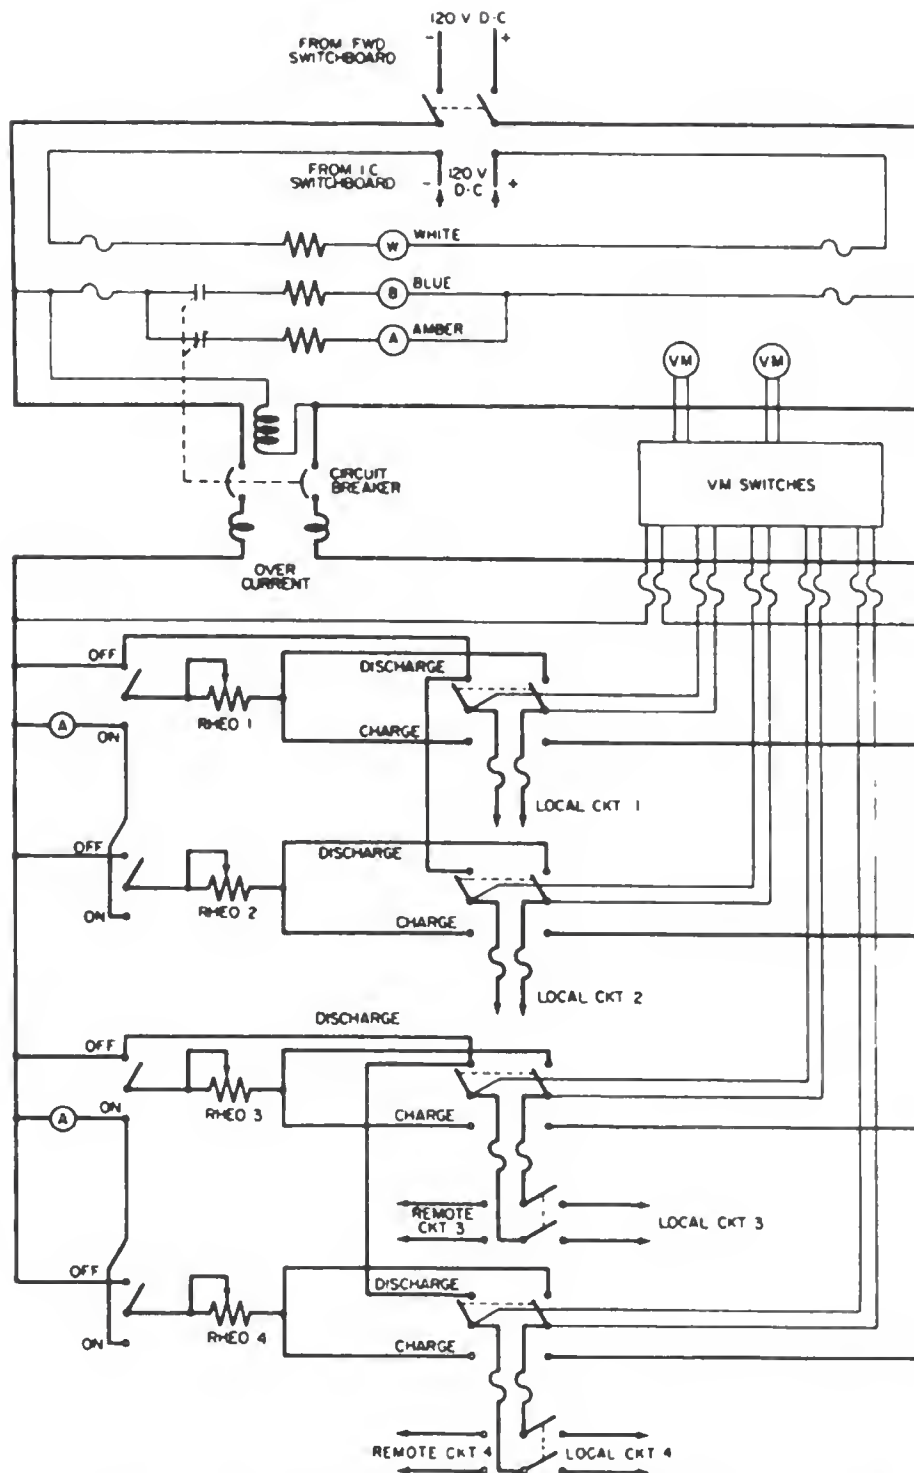 120 V D-C
FROM FWD
SWITCHBOARD
- +
FROM I.C
SWITCHBOARD
120 V
D-C
- +
W WHITE
B BLUE
A AMBER
VM VM
VM SWITCHES
CIRCUIT
BREAKER
OVER
CURRENT
OFF
DISCHARGE
RHEO 1
A ON
CHARGE
LOCAL CKT 1
OFF
DISCHARGE
RHEO 2
ON
CHARGE
LOCAL CKT 2
DISCHARGE
OFF
RHEO 3
A ON
CHARGE
REMOTE
CKT 3
LOCAL CKT 3
OFF
DISCHARGE
RHEO 4
ON
CHARGE
REMOTE CKT 4 LOCAL CKT 4